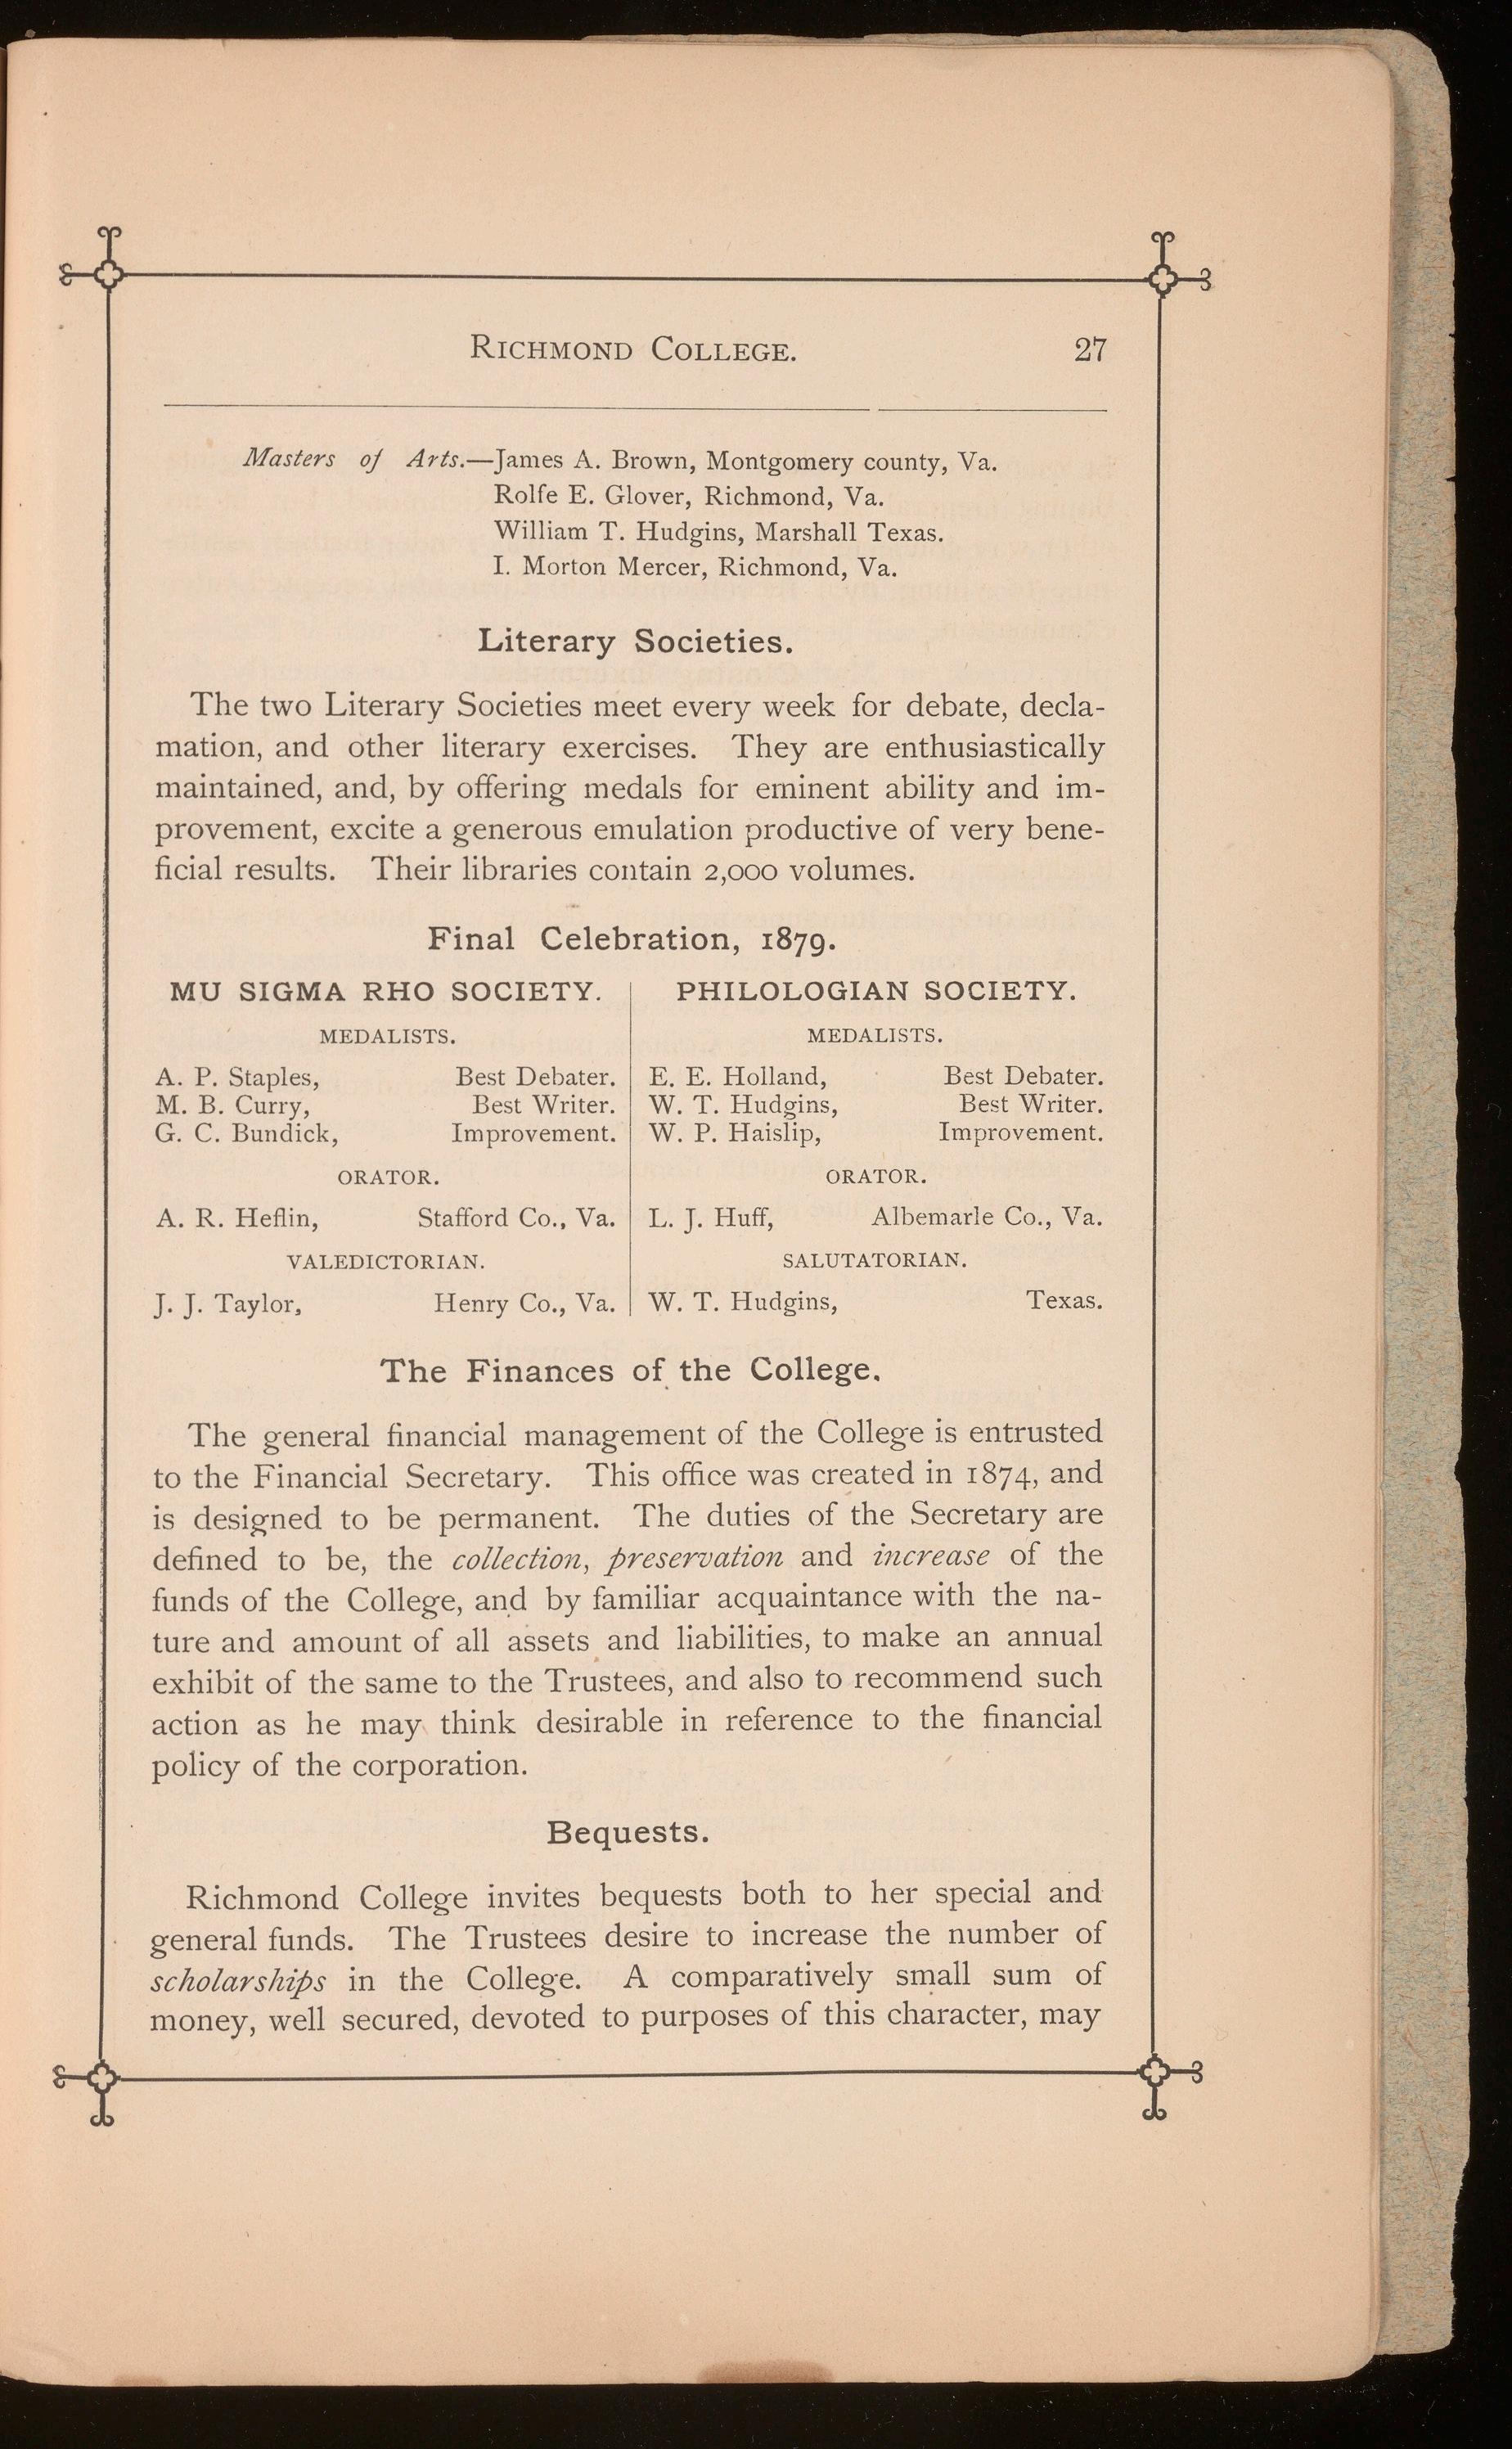 RICHMOND COLLEGE. 27
Masters of Arts.—James A. Brown, Montgomery county, Va.
Rolfe E. Glover, Richmond, Va.
William T. Hudgins, Marshall Texas.
I. Morton Mercer, Richmond, Va.
Literary Societies.
The two Literary Societies meet every week for debate, decla-
mation, and other literary exercises. They are enthusiastically
maintained, and, by offering medals for eminent ability and im-
provement, excite a generous emulation productive of very bene-
ficial results. Their libraries contain 2,000 volumes.
Final Celebration, 1879.
MU SIGMA RHO SOCIETY.
MEDALISTS.
A. P. Staples, Best Debater.
M. B. Curry, Best Writer.
G. C. Bundick, Improvement.
ORATOR.
A. R. Heflin, Stafford Co., Va.
VALEDICTORIAN.
J. J. Taylor, Henry Co., Va.
PHILOLOGIAN SOCIETY.
MEDALISTS.
E. E. Holland, Best Debater.
W. T. Hudgins, Best Writer.
W. P. Haislip, Improvement.
ORATOR.
L. J. Huff, Albemarle Co., Va.
SALUTATORIAN.
W. T. Hudgins, Texas.
The Finances of the College.
The general financial management of the College is entrusted
to the Financial Secretary. This office was created in 1874, and
is designed to be permanent. The duties of the Secretary are
defined to be, the collection, preservation and increase of the
funds of the College, and by familiar acquaintance with the na-
ture and amount of all assets and liabilities, to make an annual
exhibit of the same to the Trustees, and also to recommend such
action as he may think desirable in reference to the financial
policy of the corporation.
Bequests.
Richmond College invites bequests both to her special and
general funds. The Trustees desire to increase the number of
scholarships in the College. A comparatively small sum of
money, well secured, devoted to purposes of this character, may